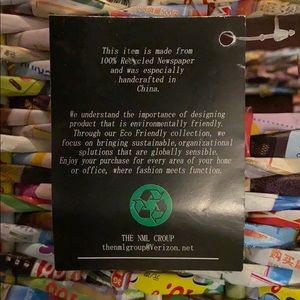 This item is made from
100% Recycled Newspaper
and was especially
handcrafted in
China.
We understand the importance of designing
product that is environmentally friendly.
Through our Eco Friendly collection, we
focus on bringing sustainable, organizational
solutions that are globally sensible.
Enjoy your purchase for every area of your home
or office, where fashion meets function.
THE NML GROUP
thenmlgroup@Verizon.net